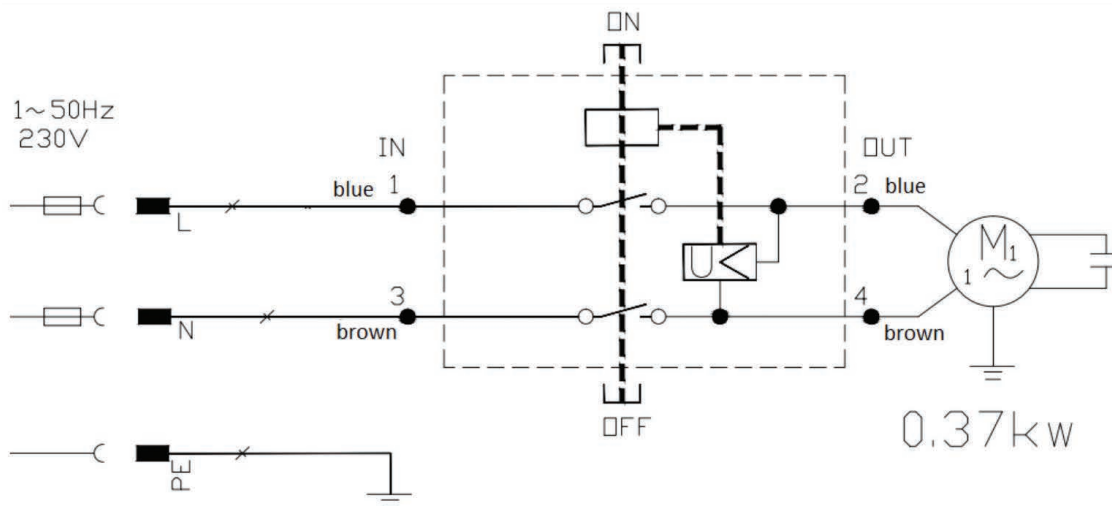 ON
1~50Hz
230V
IN
OUT
blue
1
2
blue
L
U<
M1
1~
3
4
N
brown
brown
OFF
0.37kw
PE